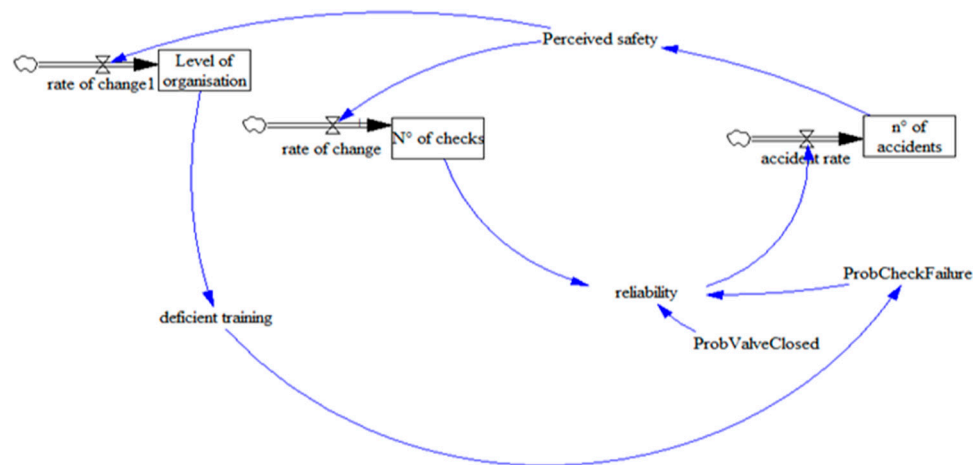 Perceived safety
Level of
organisation
rate of change1
N° of checks
rate of change
n° of
accidents
accident rate
ProbCheckFailure
reliability
deficient training
ProbValveClosed